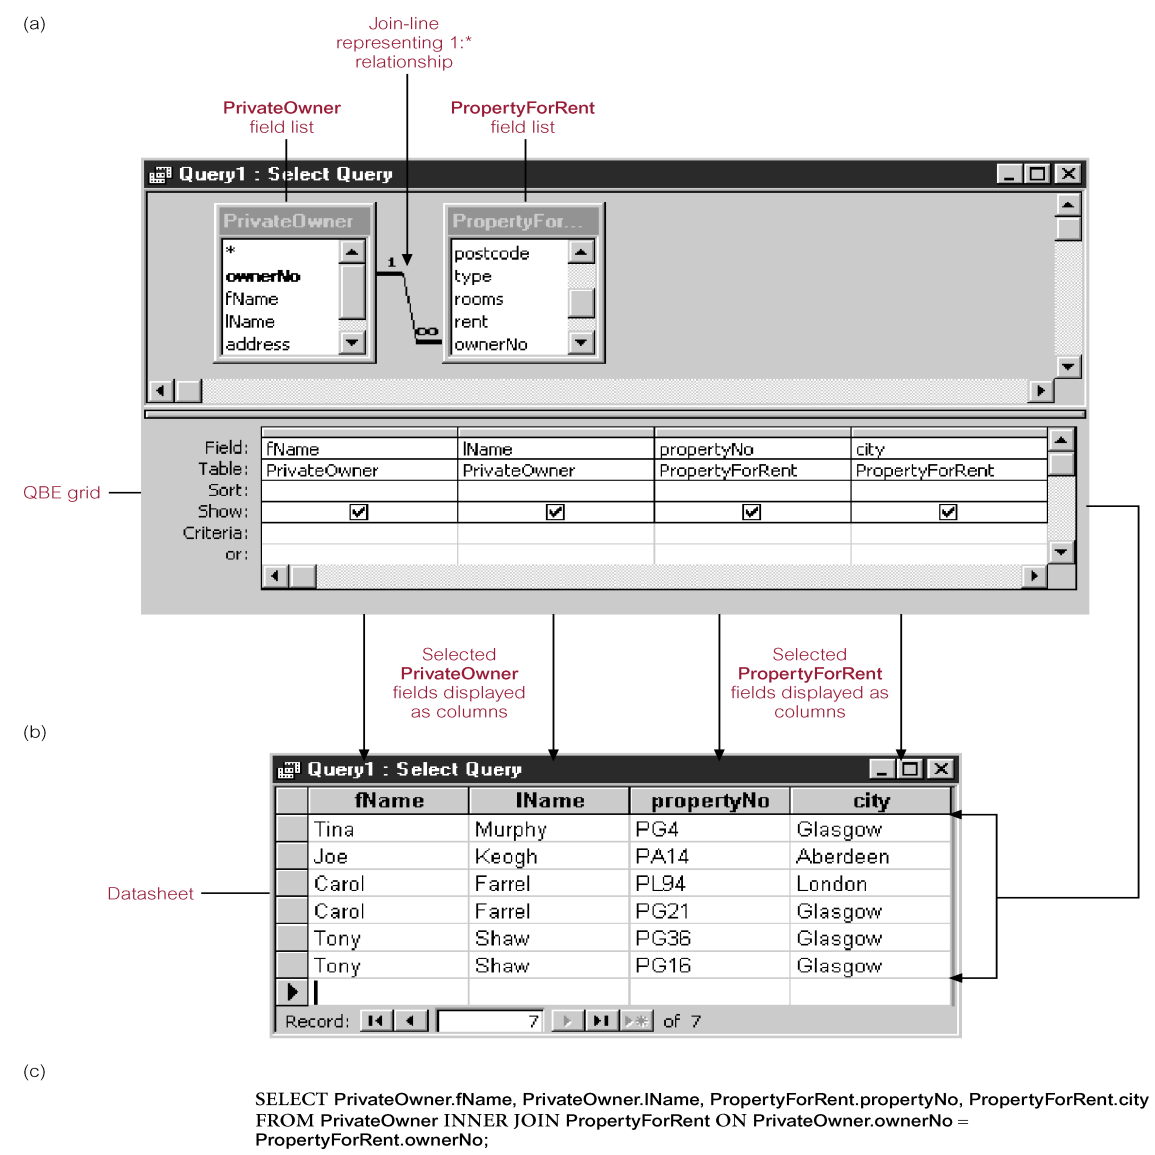 (a)
Join-line
representing 1:*
relationship
PrivateOwner
field list
PropertyForRent
field list
Query1 : Select Query
PrivateOwner
*
ownerNo
fName
lName
address
1
∞
PropertyFor...
postcode
type
rooms
rent
ownerNo
QBE grid
Field: fName lName propertyNo city
Table: PrivateOwner PrivateOwner PropertyForRent PropertyForRent
Sort:
Show:
Criteria:
or:
Selected
PrivateOwner
fields displayed
as columns
Selected
PropertyForRent
fields displayed as
columns
(b)
Query1 : Select Query
fName lName propertyNo city
Tina Murphy PG4 Glasgow
Joe Keogh PA14 Aberdeen
Carol Farrel PL94 London
Carol Farrel PG21 Glasgow
Tony Shaw PG36 Glasgow
Tony Shaw PG16 Glasgow
Datasheet
Record: 7 of 7
(c)
SELECT PrivateOwner.fName, PrivateOwner.lName, PropertyForRent.propertyNo, PropertyForRent.city
FROM PrivateOwner INNER JOIN PropertyForRent ON PrivateOwner.ownerNo =
PropertyForRent.ownerNo;